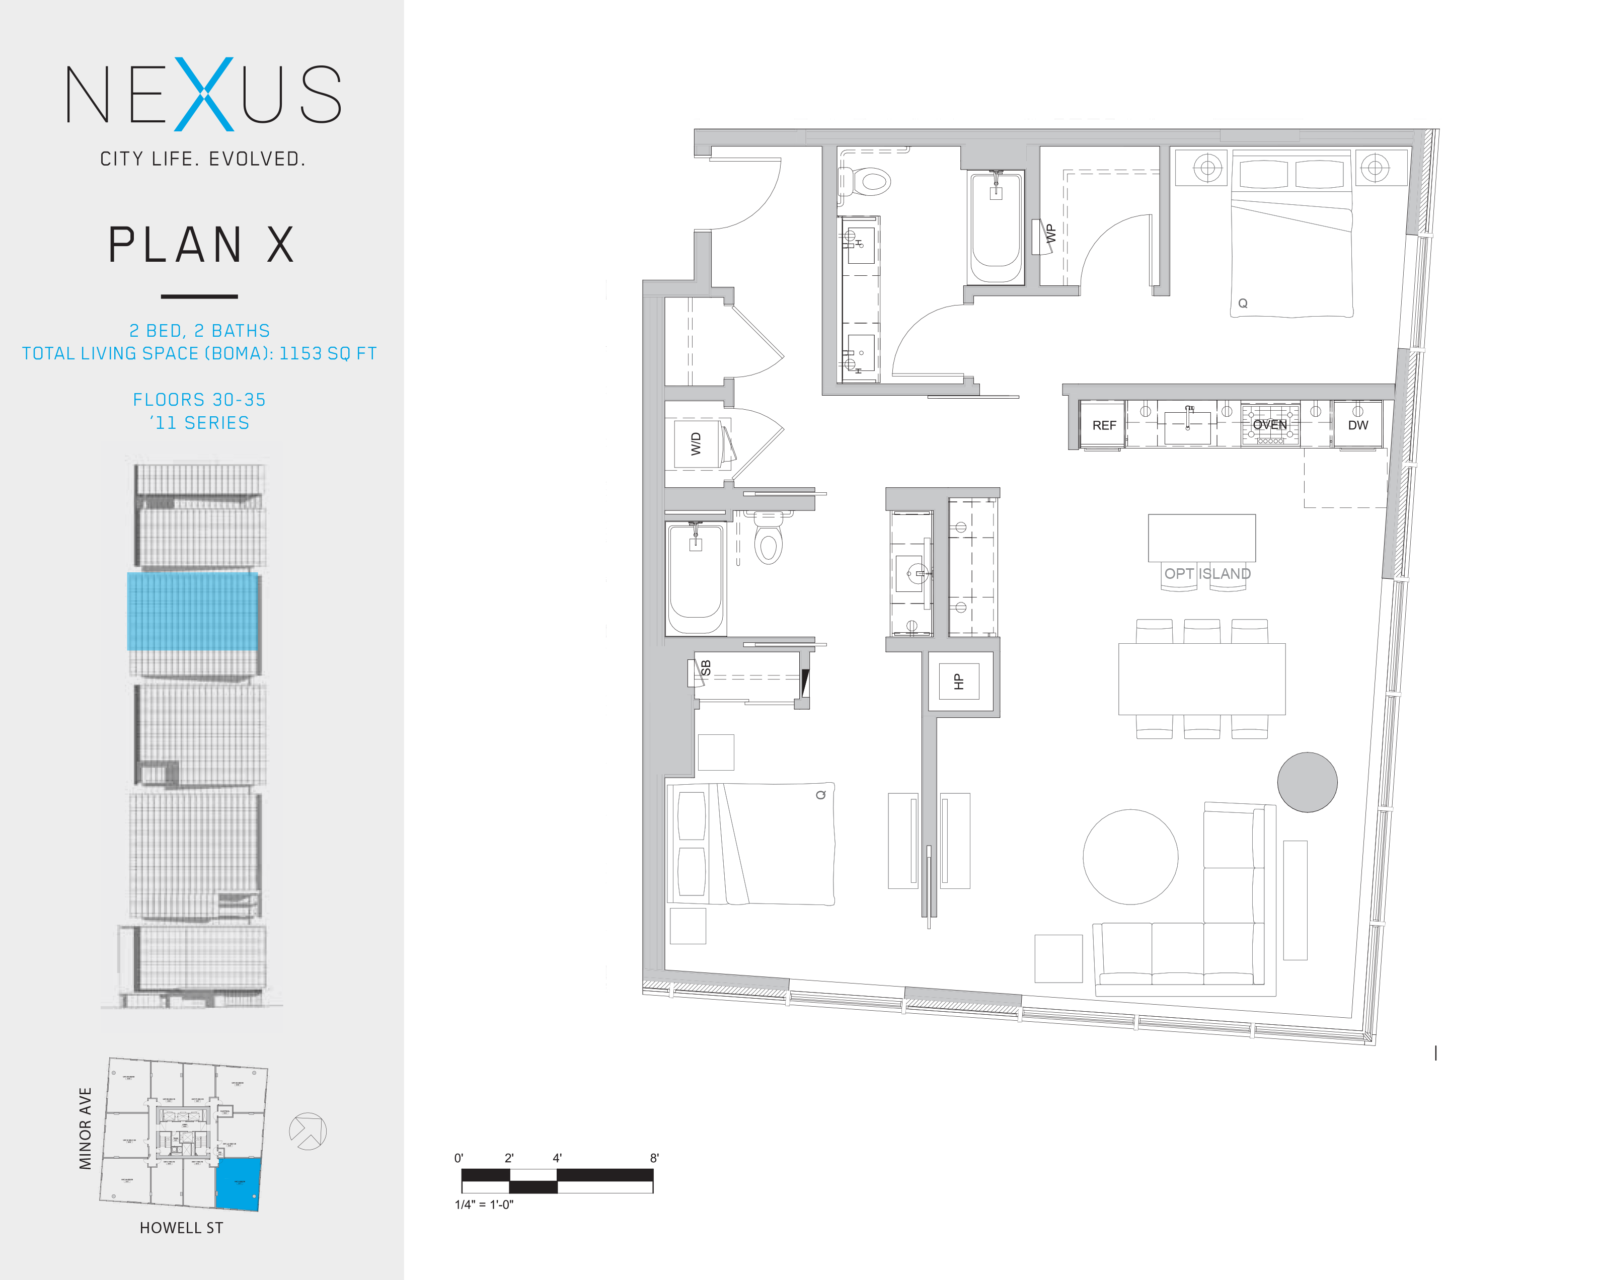 NEXUS
CITY LIFE. EVOLVED.
PLAN X
2 BED, 2 BATHS
TOTAL LIVING SPACE (BOMA): 1153 SQ FT
FLOORS 30-35
‘11 SERIES
MINOR AVE
HOWELL ST
WP
Q
REF
OVEN
DW
W/D
OPT ISLAND
SB
HP
Q
0' 2' 4' 8'
1/4" = 1'-0"